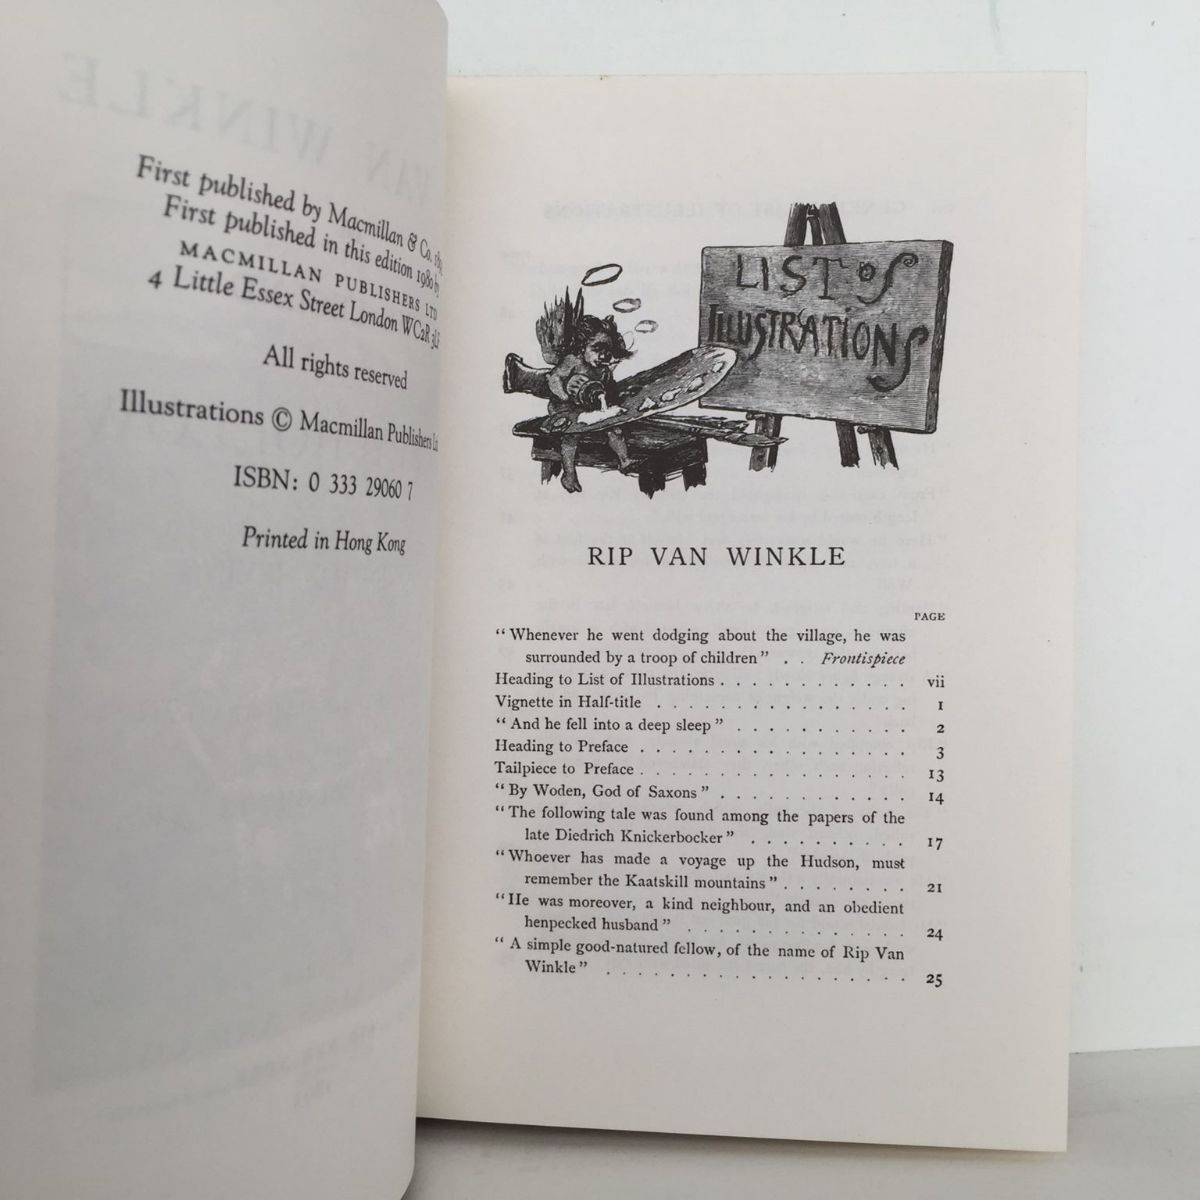 First published by Macmillan & Co.
First published in this edition 1980 by
MACMILLAN PUBLISHERS LTD
4 Little Essex Street London WC2R 3LF
All rights reserved
Illustrations © Macmillan Publishers Ltd
ISBN: 0 333 29060 7
Printed in Hong Kong
LIST OF
ILLUSTRATIONS
RIP VAN WINKLE
PAGE
“Whenever he went dodging about the village, he was
surrounded by a troop of children” . . Frontispiece
Heading to List of Illustrations . . . . . . . . . . . vii
Vignette in Half-title . . . . . . . . . . . . . . . 1
“And he fell into a deep sleep” . . . . . . . . . . . 2
Heading to Preface . . . . . . . . . . . . . . . . 3
Tailpiece to Preface . . . . . . . . . . . . . . . . 13
“By Woden, God of Saxons” . . . . . . . . . . . . 14
“The following tale was found among the papers of the
late Diedrich Knickerbocker” . . . . . . . . . . 17
“Whoever has made a voyage up the Hudson, must
remember the Kaatskill mountains” . . . . . . . . 21
“He was moreover, a kind neighbour, and an obedient
henpecked husband” . . . . . . . . . . . . . 24
“A simple good-natured fellow, of the name of Rip Van
Winkle” . . . . . . . . . . . . . . . . . 25